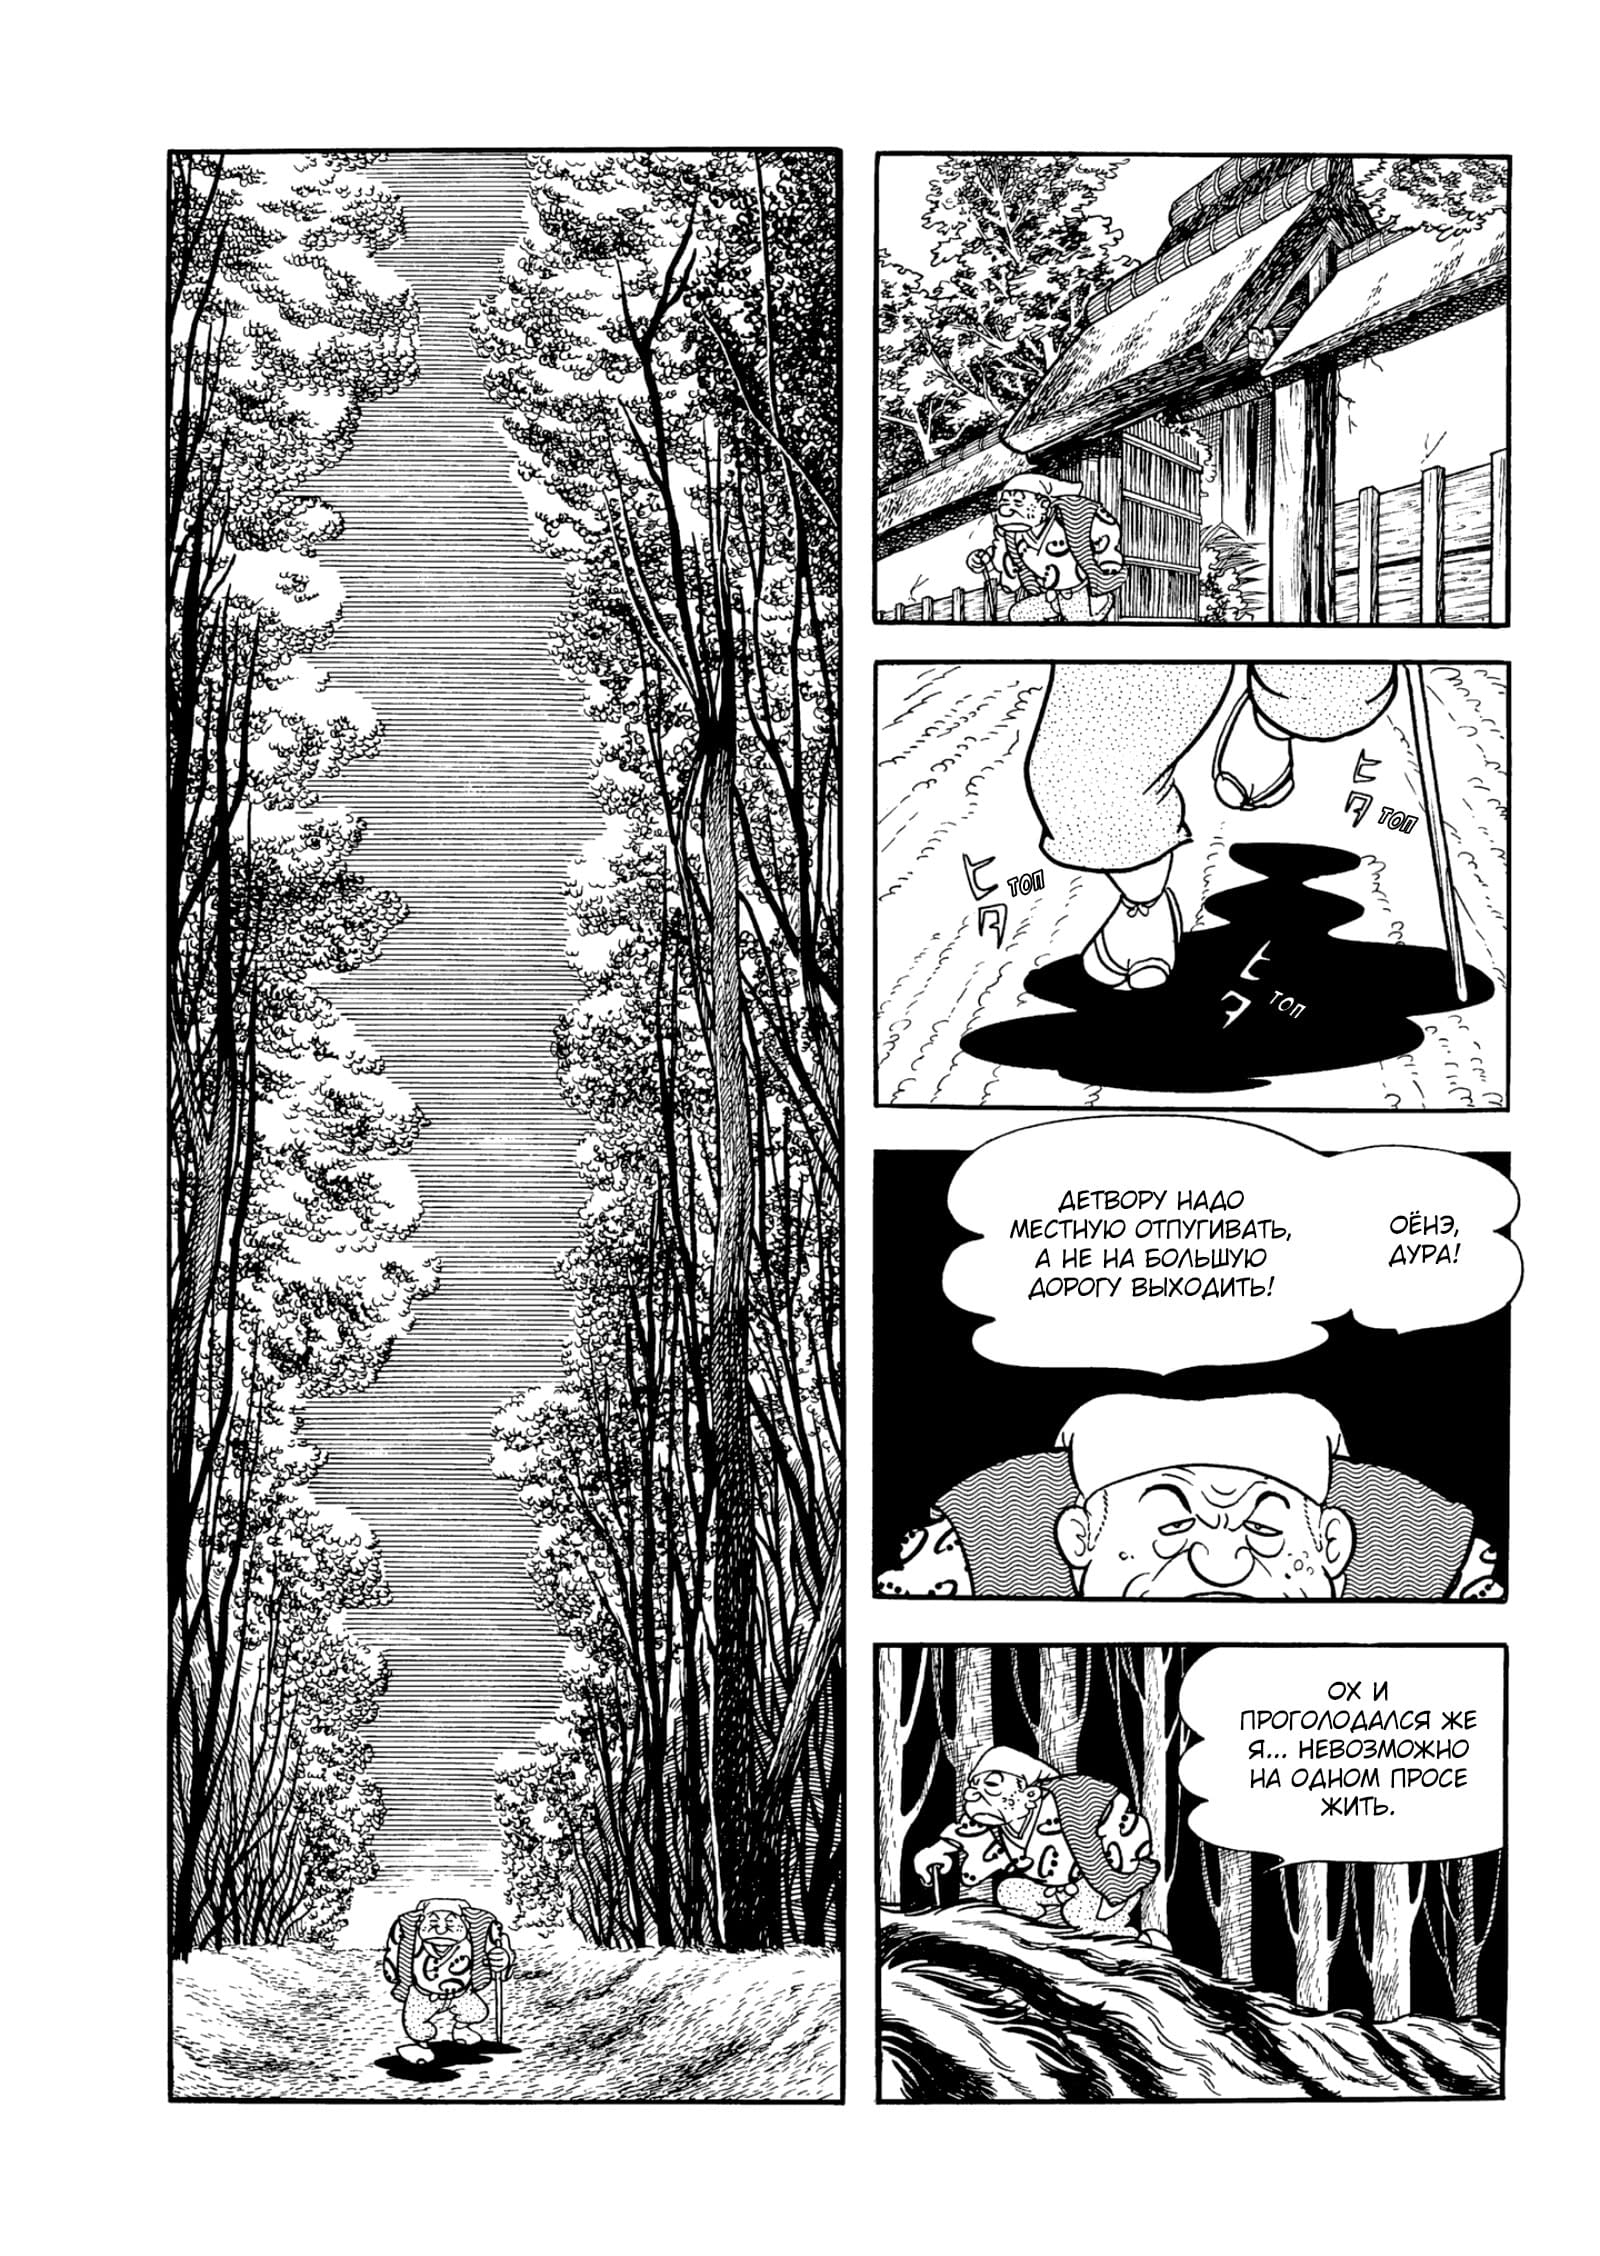 ヒタ
ТОП
ヒタ
ТОП
ヒタ
ТОП
ОЁНЭ,
ДУРА!
ДЕТВОРУ НАДО
МЕСТНУЮ ОТПУГИВАТЬ,
А НЕ НА БОЛЬШУЮ
ДОРОГУ ВЫХОДИТЬ!
ОХ И
ПРОГОЛОДАЛСЯ ЖЕ
Я... НЕВОЗМОЖНО
НА ОДНОМ ПРОСЕ
ЖИТЬ.